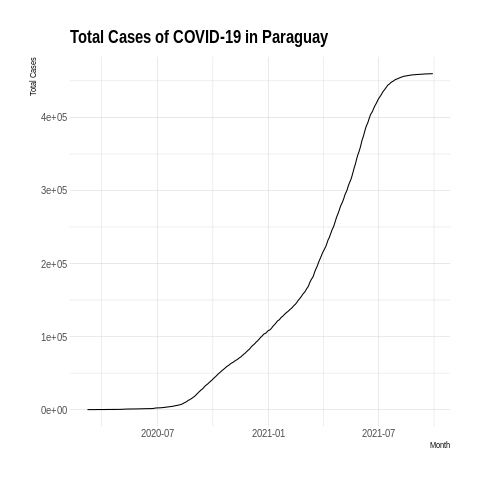 Total Cases of COVID-19 in Paraguay
Total Cases
4e+05
3e+05
2e+05
1e+05
0e+00
2020-07 2021-01 2021-07
Month